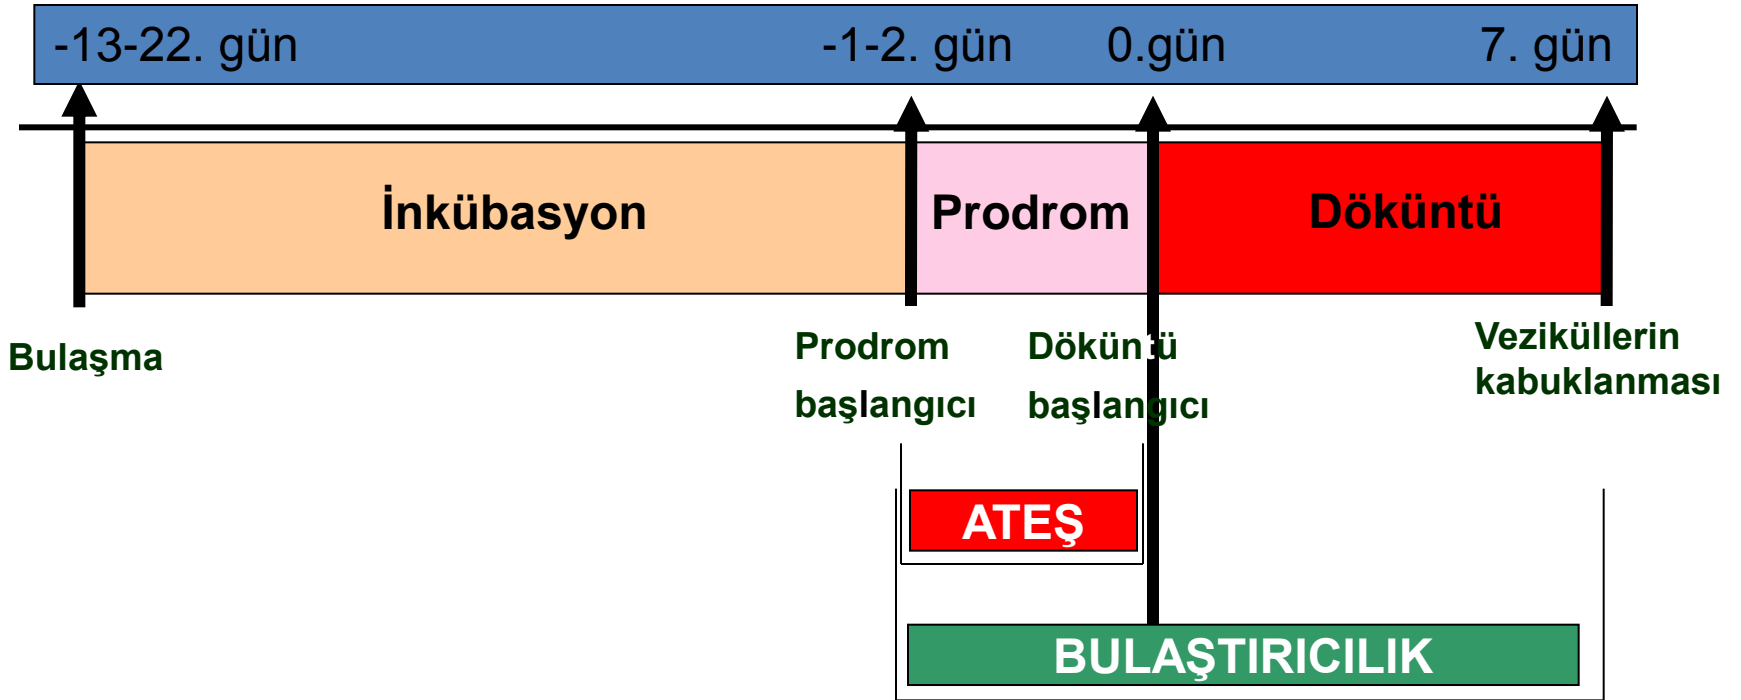 -13-22. gün -1-2. gün 0.gün 7. gün
İnkübasyon Prodrom Döküntü
Bulaşma
Prodrom
başlangıcı
Döküntü
başlangıcı
Veziküllerin
kabuklanması
ATEŞ
BULAŞTIRICILIK